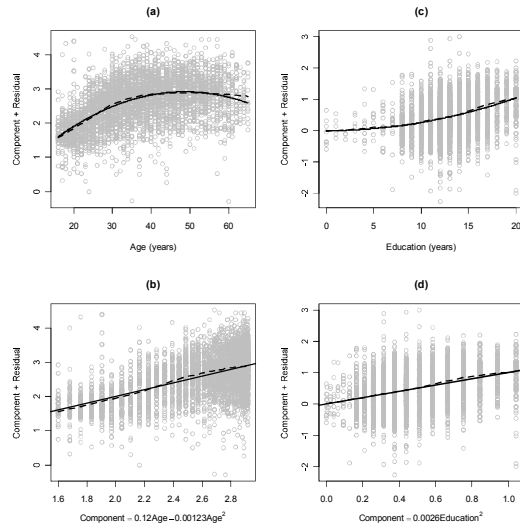 (a)
Component + Residual
4
3
2
1
0
20 30 40 50 60
Age (years)
(c)
Component + Residual
3
2
1
0
-1
-2
0 5 10 15 20
Education (years)
(b)
Component + Residual
4
3
2
1
0
1.6 1.8 2.0 2.2 2.4 2.6 2.8
Component = 0.12Age − 0.00123Age²
(d)
Component + Residual
3
2
1
0
-1
-2
0.0 0.2 0.4 0.6 0.8 1.0
Component = 0.0026Education²